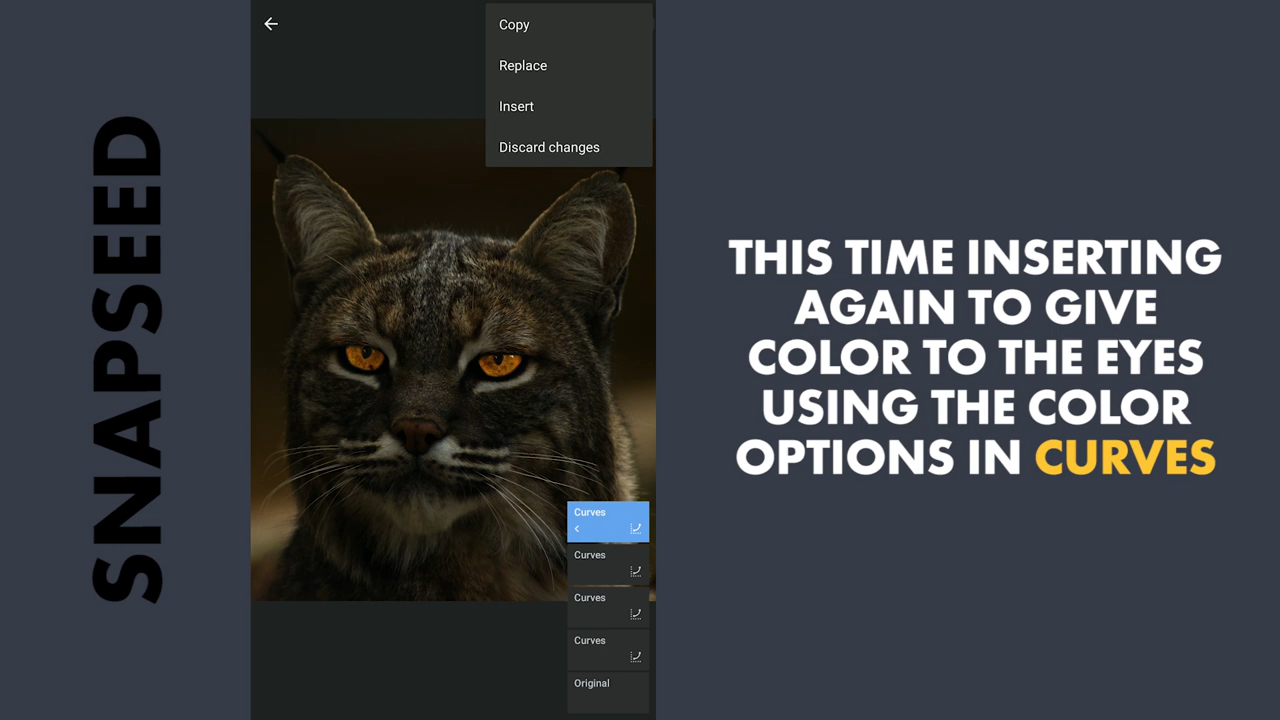 SNAPSEED
Copy
Replace
Insert
Discard changes
Curves
Curves
Curves
Curves
Original
THIS TIME INSERTING
AGAIN TO GIVE
COLOR TO THE EYES
USING THE COLOR
OPTIONS IN CURVES